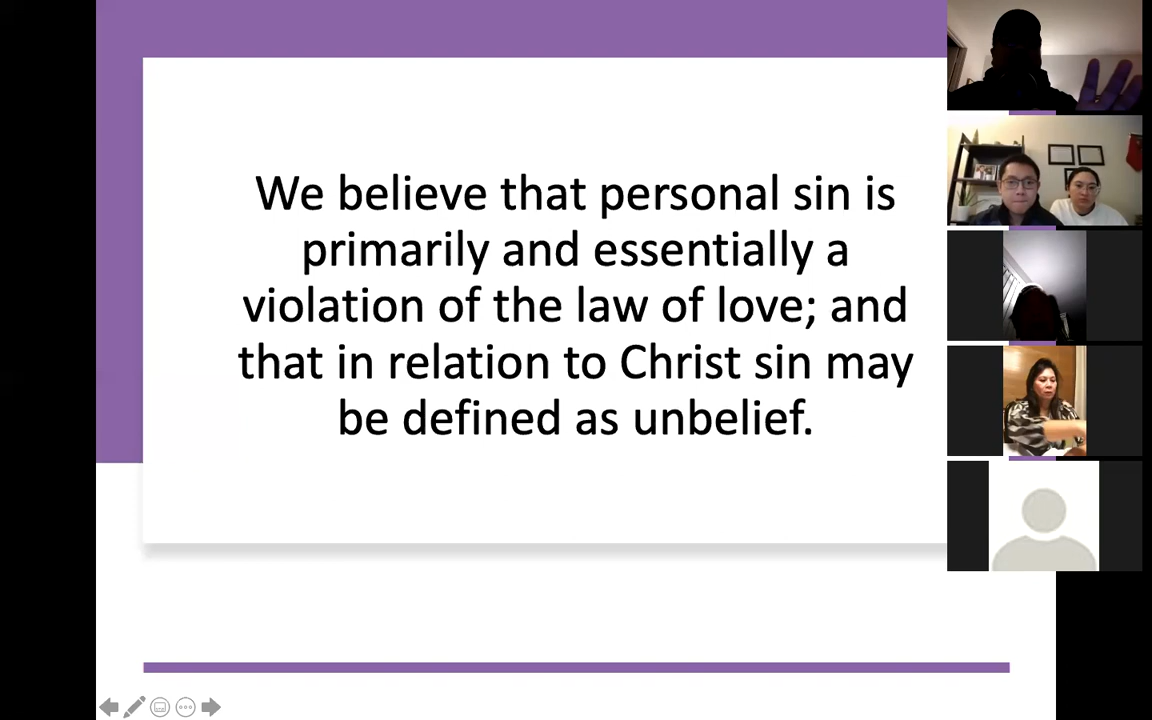 We believe that personal sin is
primarily and essentially a
violation of the law of love; and
that in relation to Christ sin may
be defined as unbelief.